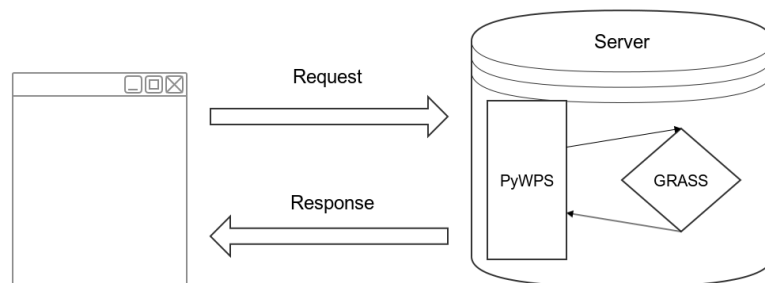 Server
Request
PyWPS
GRASS
Response